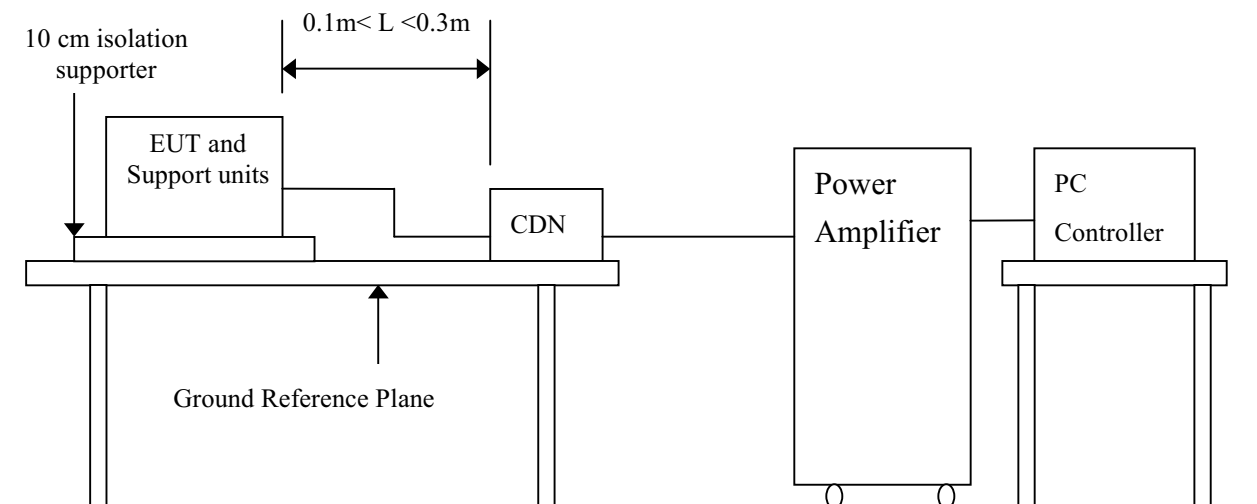 0.1m< L <0.3m
10 cm isolation
supporter
EUT and
Support units
CDN
Power
Amplifier
PC
Controller
Ground Reference Plane